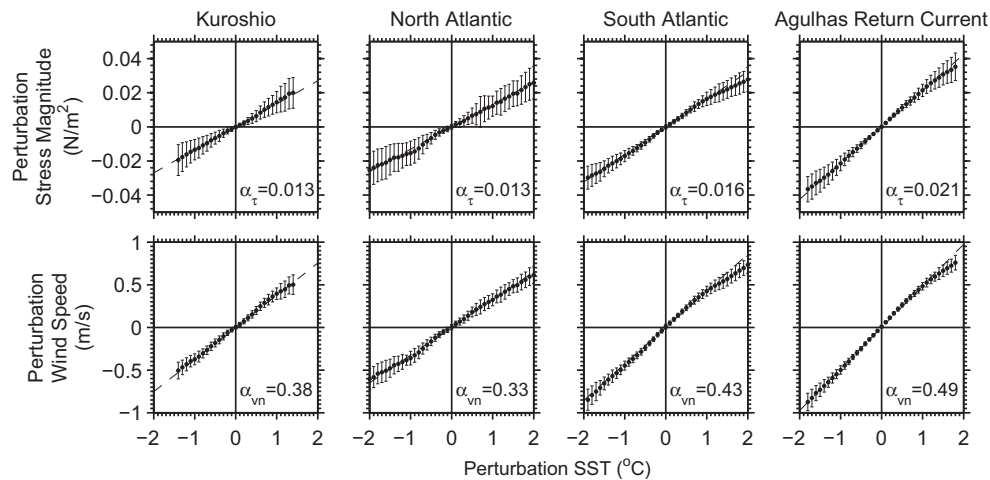 Kuroshio North Atlantic South Atlantic Agulhas Return Current
Perturbation
Stress Magnitude
(N/m²)
0.04
0.02
0
−0.02
−0.04
ατ=0.013 ατ=0.013 ατ=0.016 ατ=0.021
Perturbation
Wind Speed
(m/s)
1
0.5
0
−0.5
−1
αvn=0.38 αvn=0.33 αvn=0.43 αvn=0.49
−2 −1 0 1 2 −2 −1 0 1 2 −2 −1 0 1 2 −2 −1 0 1 2
Perturbation SST (°C)